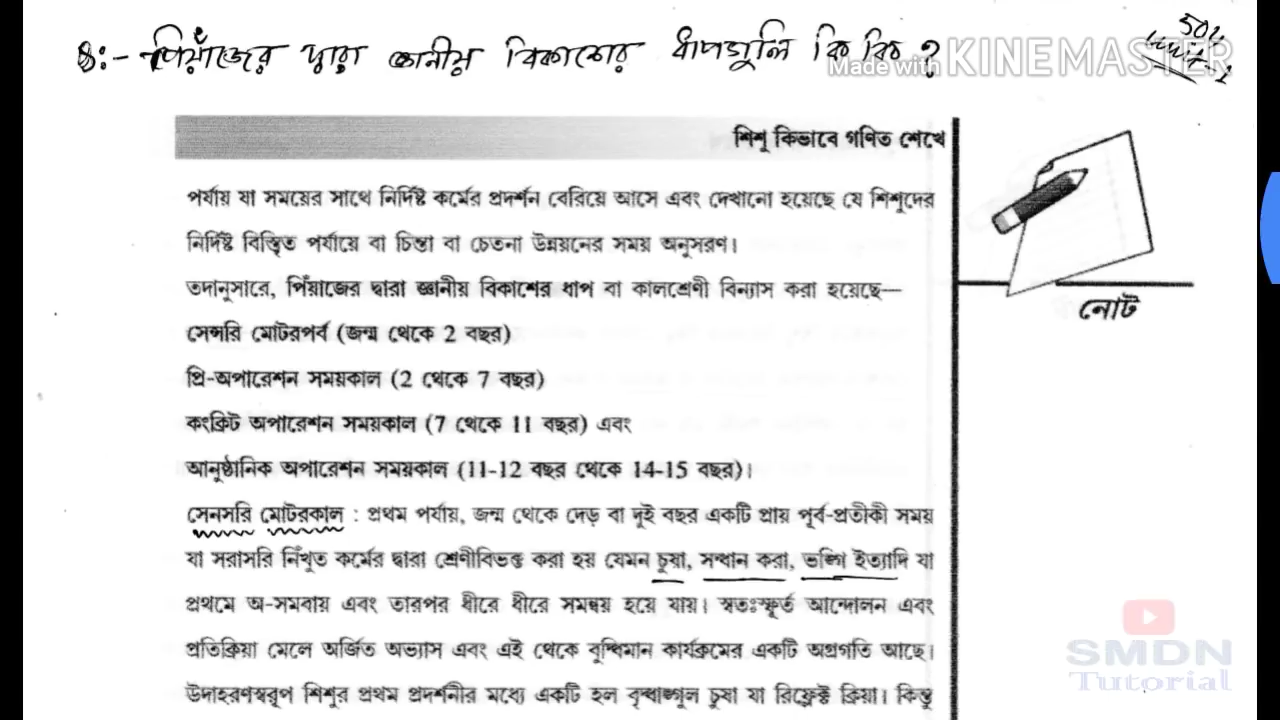 ৪:- পিয়াঁজের দ্বারা জ্ঞানীয় বিকাশের ধাপগুলি কি কি ?
504
Unit-1
Made with KINEMASTER
শিশু কিভাবে গণিত শেখে
পর্যায় যা সময়ের সাথে নির্দিষ্ট কর্মের প্রদর্শন বেরিয়ে আসে এবং দেখানো হয়েছে যে শিশুদের
নির্দিষ্ট বিস্তৃিত পর্যায়ে বা চিন্তা বা চেতনা উন্নয়নের সময় অনুসরণ।
তদানুসারে, পিঁয়াজের দ্বারা জ্ঞানীয় বিকাশের ধাপ বা কালশ্রেণী বিন্যাস করা হয়েছে—
সেন্সরি মোটরপর্ব (জন্ম থেকে 2 বছর)
প্রি-অপারেশন সময়কাল (2 থেকে 7 বছর)
কংক্রিট অপারেশন সময়কাল (7 থেকে 11 বছর) এবং
আনুষ্ঠানিক অপারেশন সময়কাল (11-12 বছর থেকে 14-15 বছর)।
সেনসরি মোটরকাল : প্রথম পর্যায়, জন্ম থেকে দেড় বা দুই বছর একটি প্রায় পূর্ব-প্রতীকী সময়
যা সরাসরি নিঁখুত কর্মের দ্বারা শ্রেণীবিভক্ত করা হয় যেমন চুষা, সন্ধান করা, ভঙ্গি ইত্যাদি যা
প্রথমে অ-সমবায় এবং তারপর ধীরে ধীরে সমন্বয় হয়ে যায়। স্বতঃস্ফূর্ত আন্দোলন এবং
প্রতিক্রিয়া মেলে অর্জিত অভ্যাস এবং এই থেকে বুদ্ধিমান কার্যক্রমের একটি অগ্রগতি আছে।
উদাহরণস্বরূপ শিশুর প্রথম প্রদর্শনীর মধ্যে একটি হল বৃদ্ধাঙ্গুল চুষা যা রিফ্লেক্ট ক্রিয়া। কিন্তু
নোট
SMDN
Tutorial